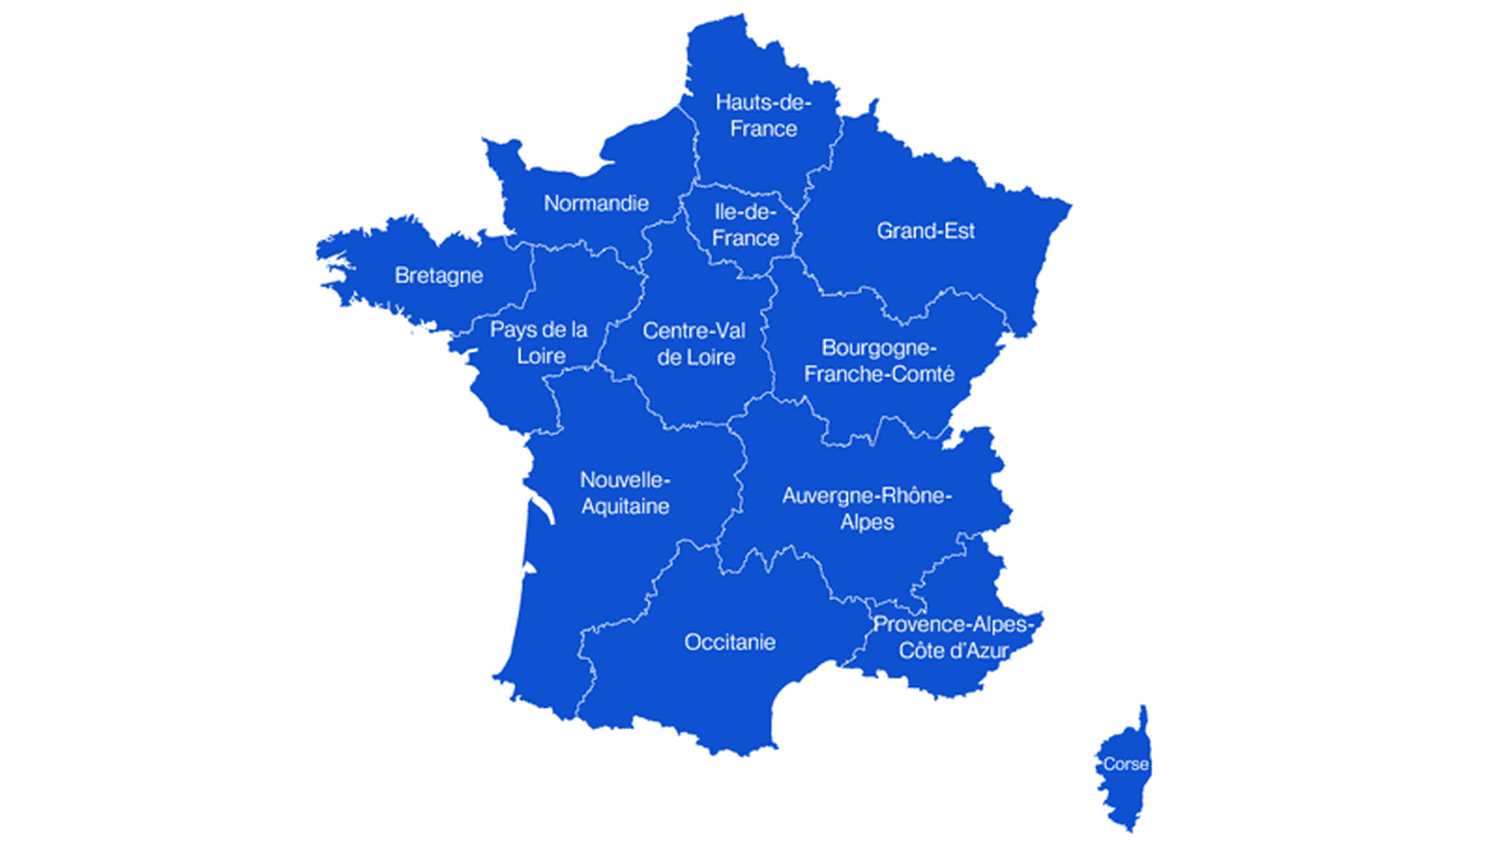 Hauts-de-
France
Normandie
Ile-de-
France
Grand-Est
Bretagne
Pays de la
Loire
Centre-Val
de Loire
Bourgogne-
Franche-Comté
Nouvelle-
Aquitaine
Auvergne-Rhône-
Alpes
Occitanie
Provence-Alpes-
Côte d'Azur
Corse